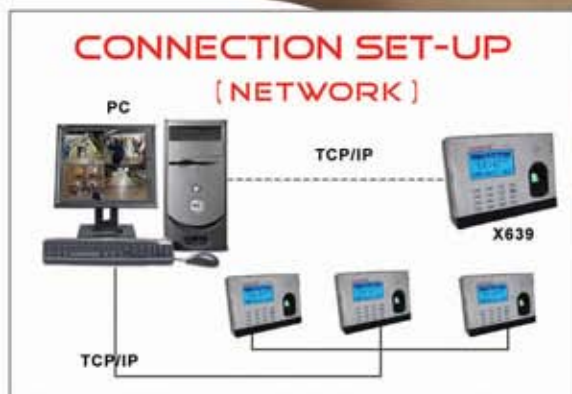 CONNECTION SET-UP
[NETWORK]
PC
TCP/IP
X639
TCP/IP